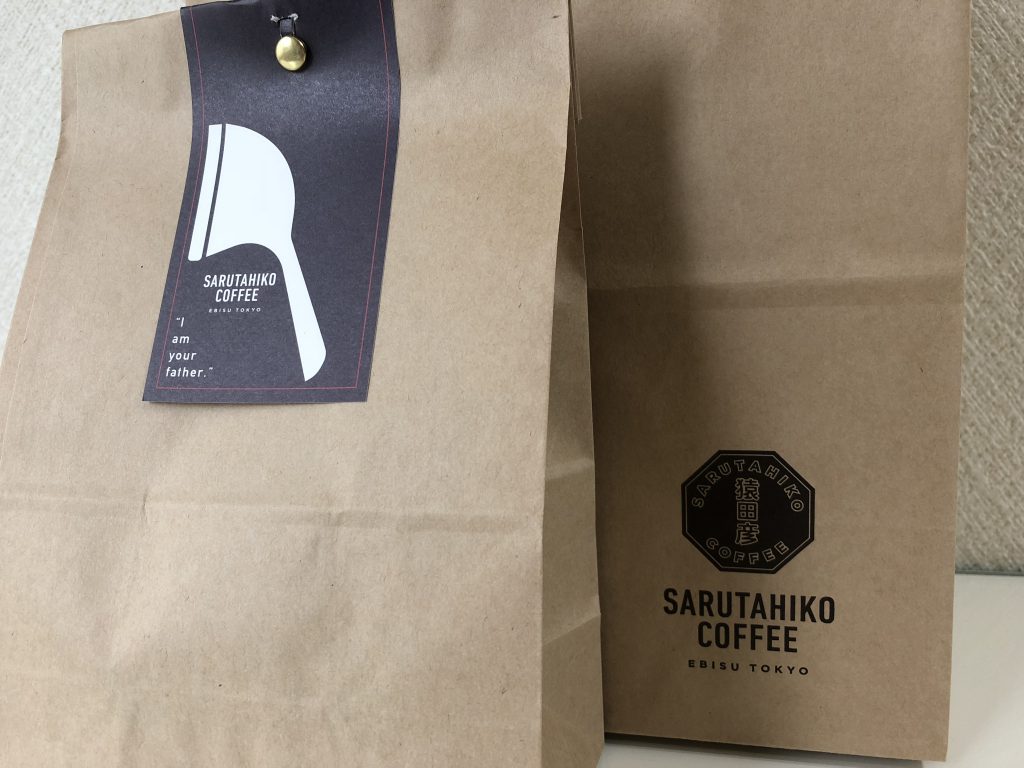 SARUTAHIKO
COFFEE
EBISU TOKYO
"I
am
your
father."
SARUTAHIKO
猿田彦
COFFEE
SARUTAHIKO
COFFEE
EBISU TOKYO